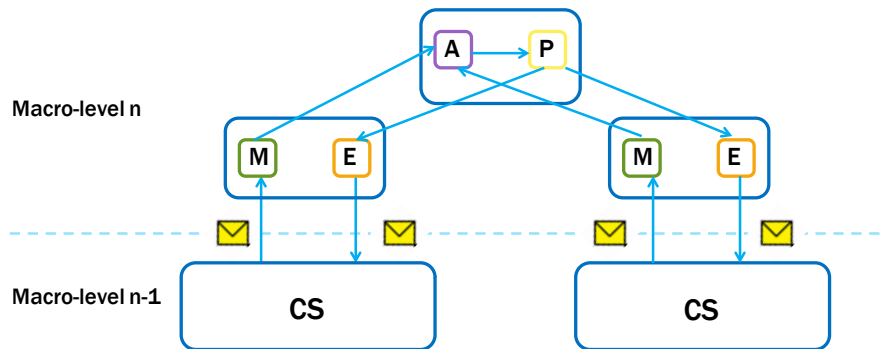 A P
Macro-level n
M E M E
Macro-level n-1
CS CS